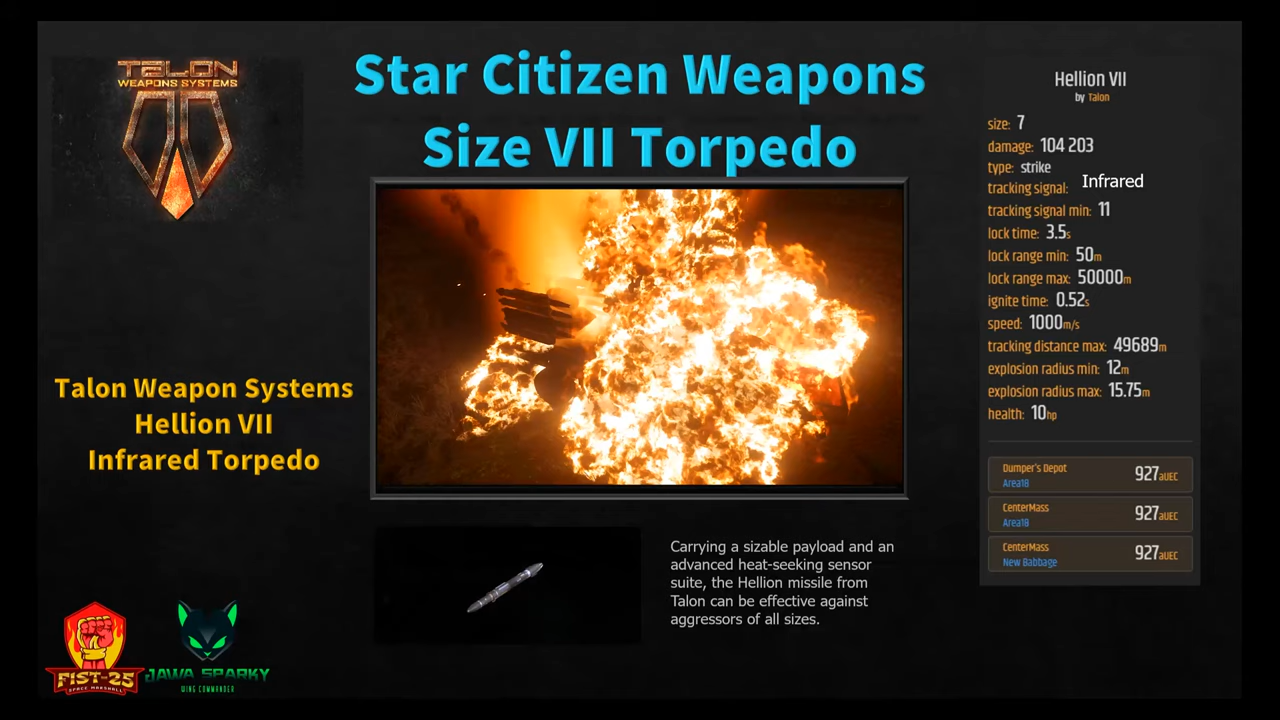 TALON
WEAPONS SYSTEMS
Star Citizen Weapons
Size VII Torpedo
Talon Weapon Systems
Hellion VII
Infrared Torpedo
Hellion VII
by Talon
size: 7
damage: 104 203
type: strike
tracking signal: Infrared
tracking signal min: 11
lock time: 3.5s
lock range min: 50m
lock range max: 50000m
ignite time: 0.52s
speed: 1000m/s
tracking distance max: 49689m
explosion radius min: 12m
explosion radius max: 15.75m
health: 10hp
Dumper's Depot 927aUEC
Area18
CenterMass 927aUEC
Area18
CenterMass 927aUEC
New Babbage
Carrying a sizable payload and an
advanced heat-seeking sensor
suite, the Hellion missile from
Talon can be effective against
aggressors of all sizes.
FIST-25
SPACE MARSHALL
JAWA SPARKY
WING COMMANDER